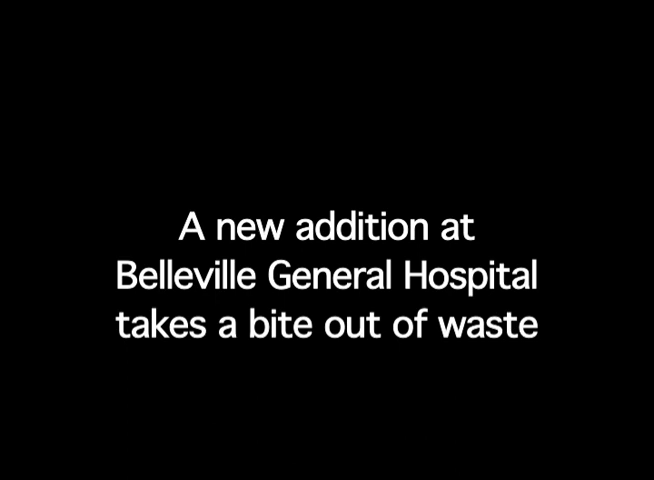 A new addition at
Belleville General Hospital
takes a bite out of waste